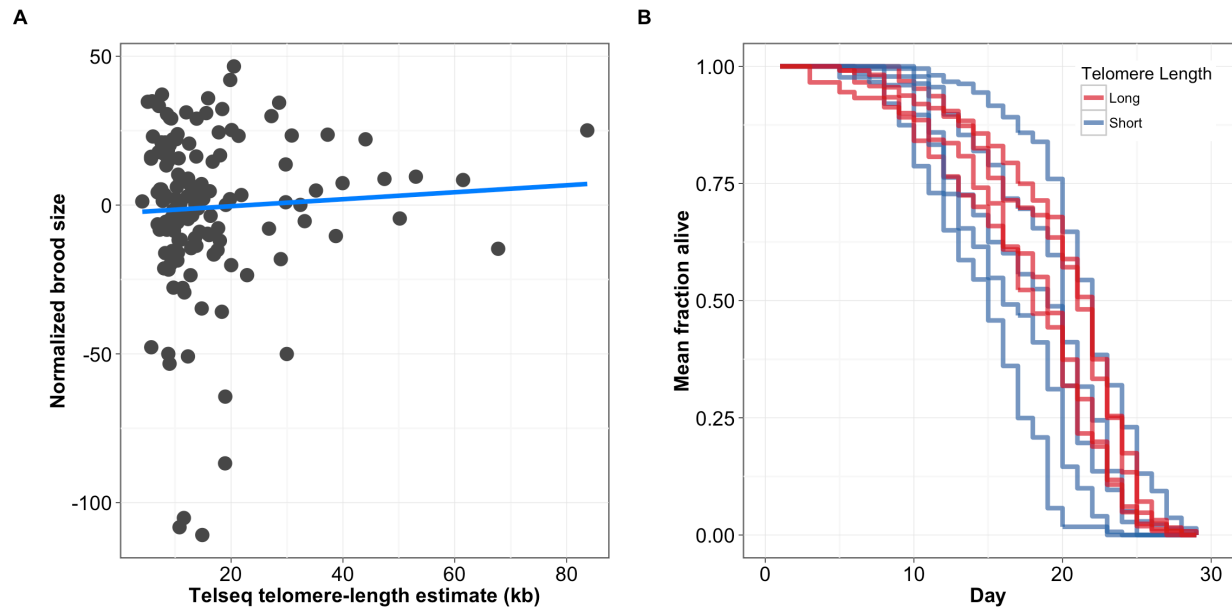 A
B
50
0
-50
-100
Normalized brood size
20
40
60
80
Telseq telomere-length estimate (kb)
1.00
0.75
0.50
0.25
0.00
Mean fraction alive
Telomere Length
Long
Short
0
10
20
30
Day